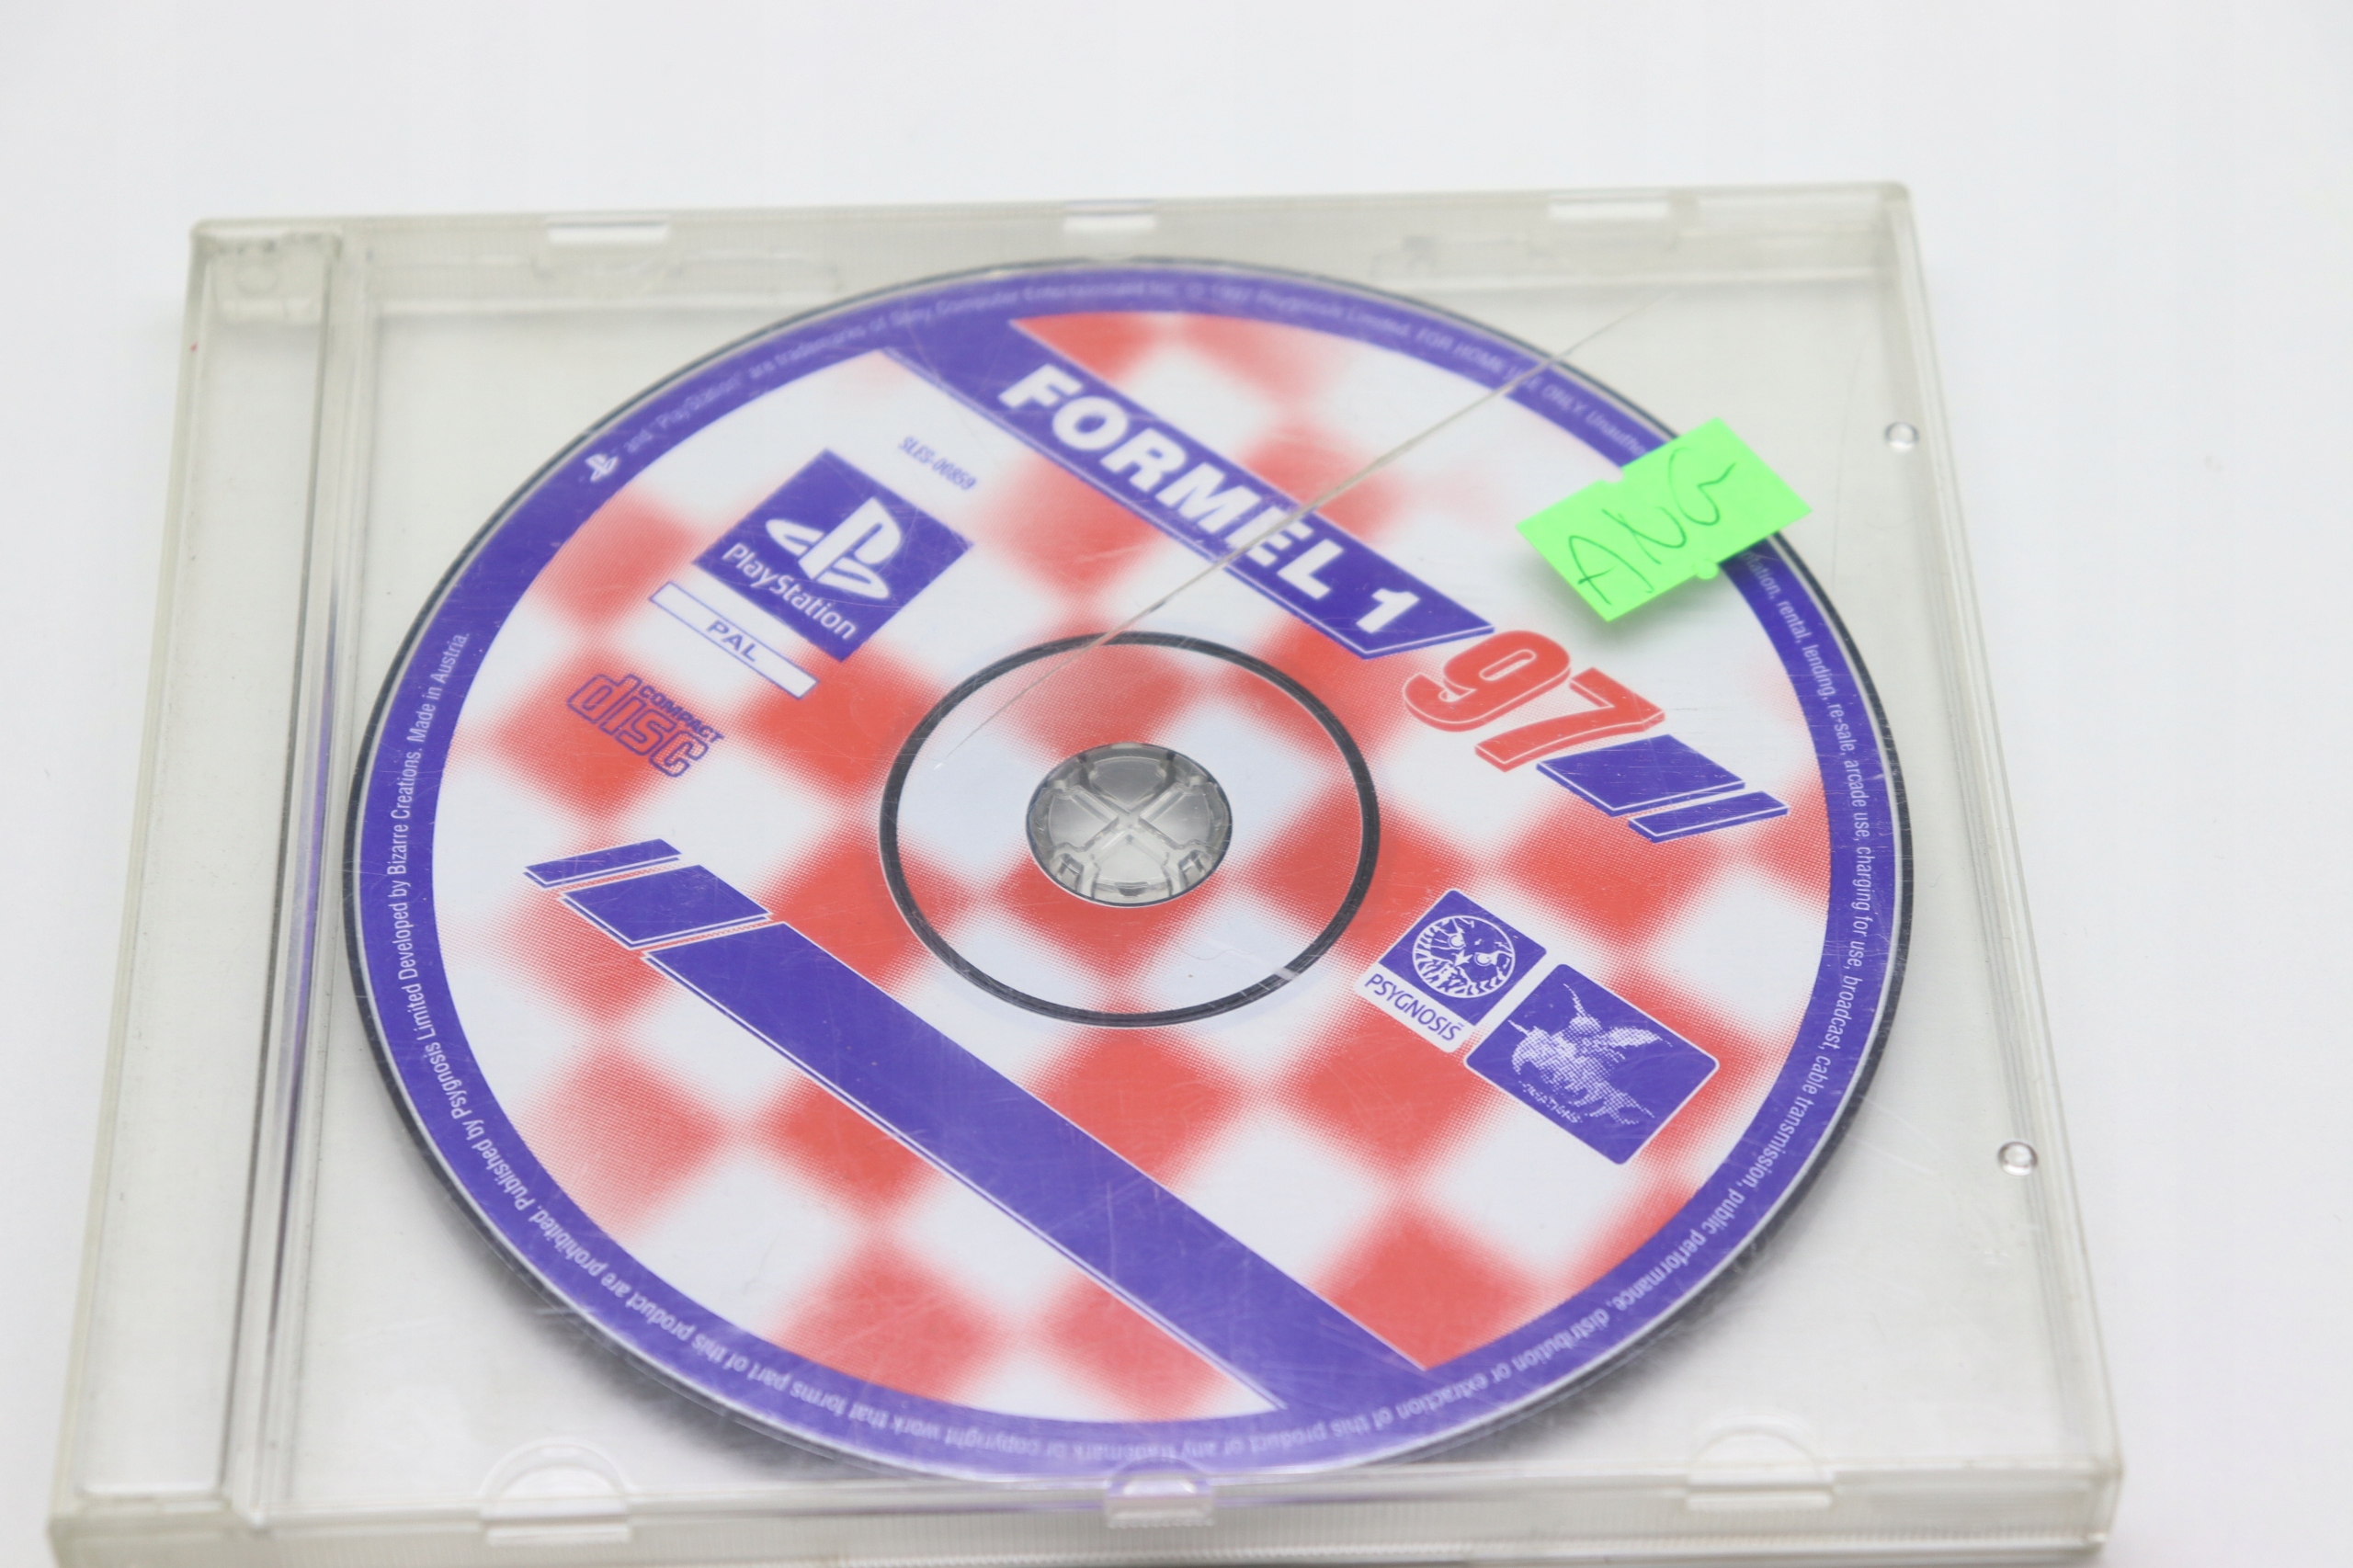 FORMEL 1
97
SLES-00859
PlayStation
PAL
COMPACT
disc
PSYGNOSIS
ANG
and "PlayStation" are trademarks of Sony Computer Entertainment Inc. © 1997 Psygnosis Limited. FOR HOME USE ONLY. Unautho
rental, lending, re-sale, arcade use, charging for use, broadcast, cable transmission, public performance, distribution or extraction of this product or any trademark or copyright work that forms part of this product are prohibited. Published by Psygnosis Limited Developed by Bizarre Creations. Made in Austria.